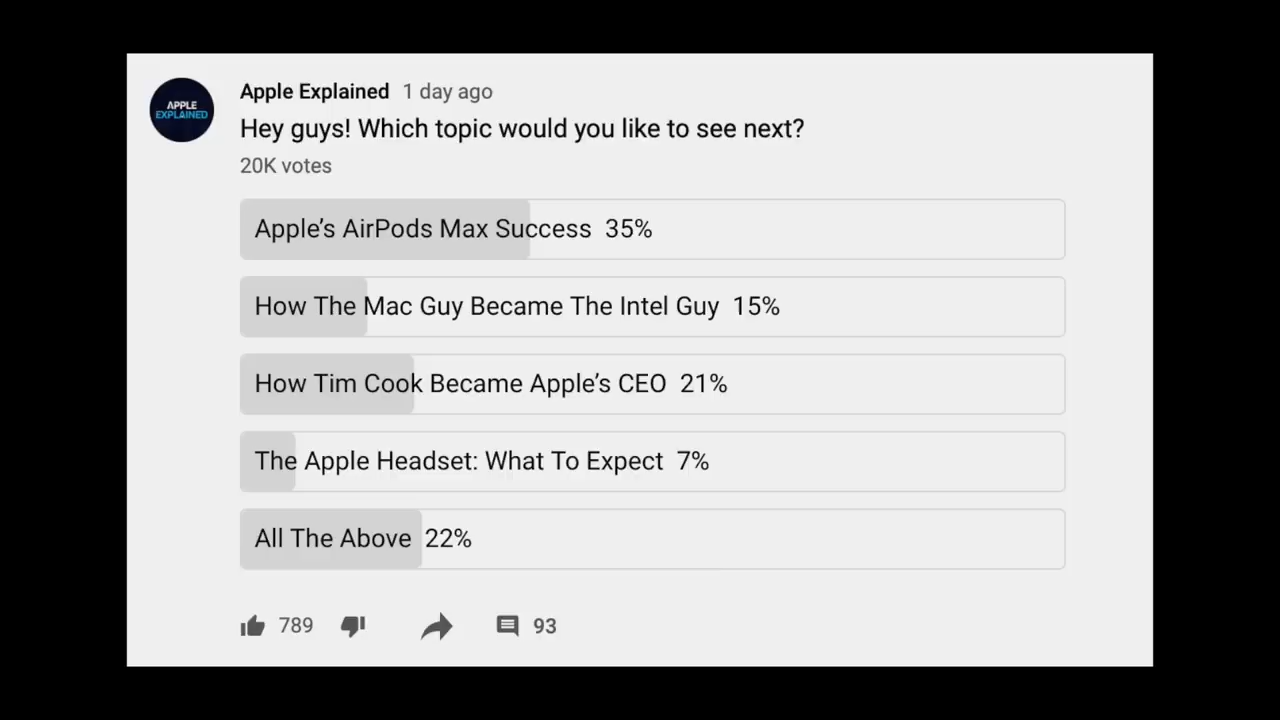 APPLE
EXPLAINED
Apple Explained 1 day ago
Hey guys! Which topic would you like to see next?
20K votes
Apple’s AirPods Max Success 35%
How The Mac Guy Became The Intel Guy 15%
How Tim Cook Became Apple’s CEO 21%
The Apple Headset: What To Expect 7%
All The Above 22%
789 93